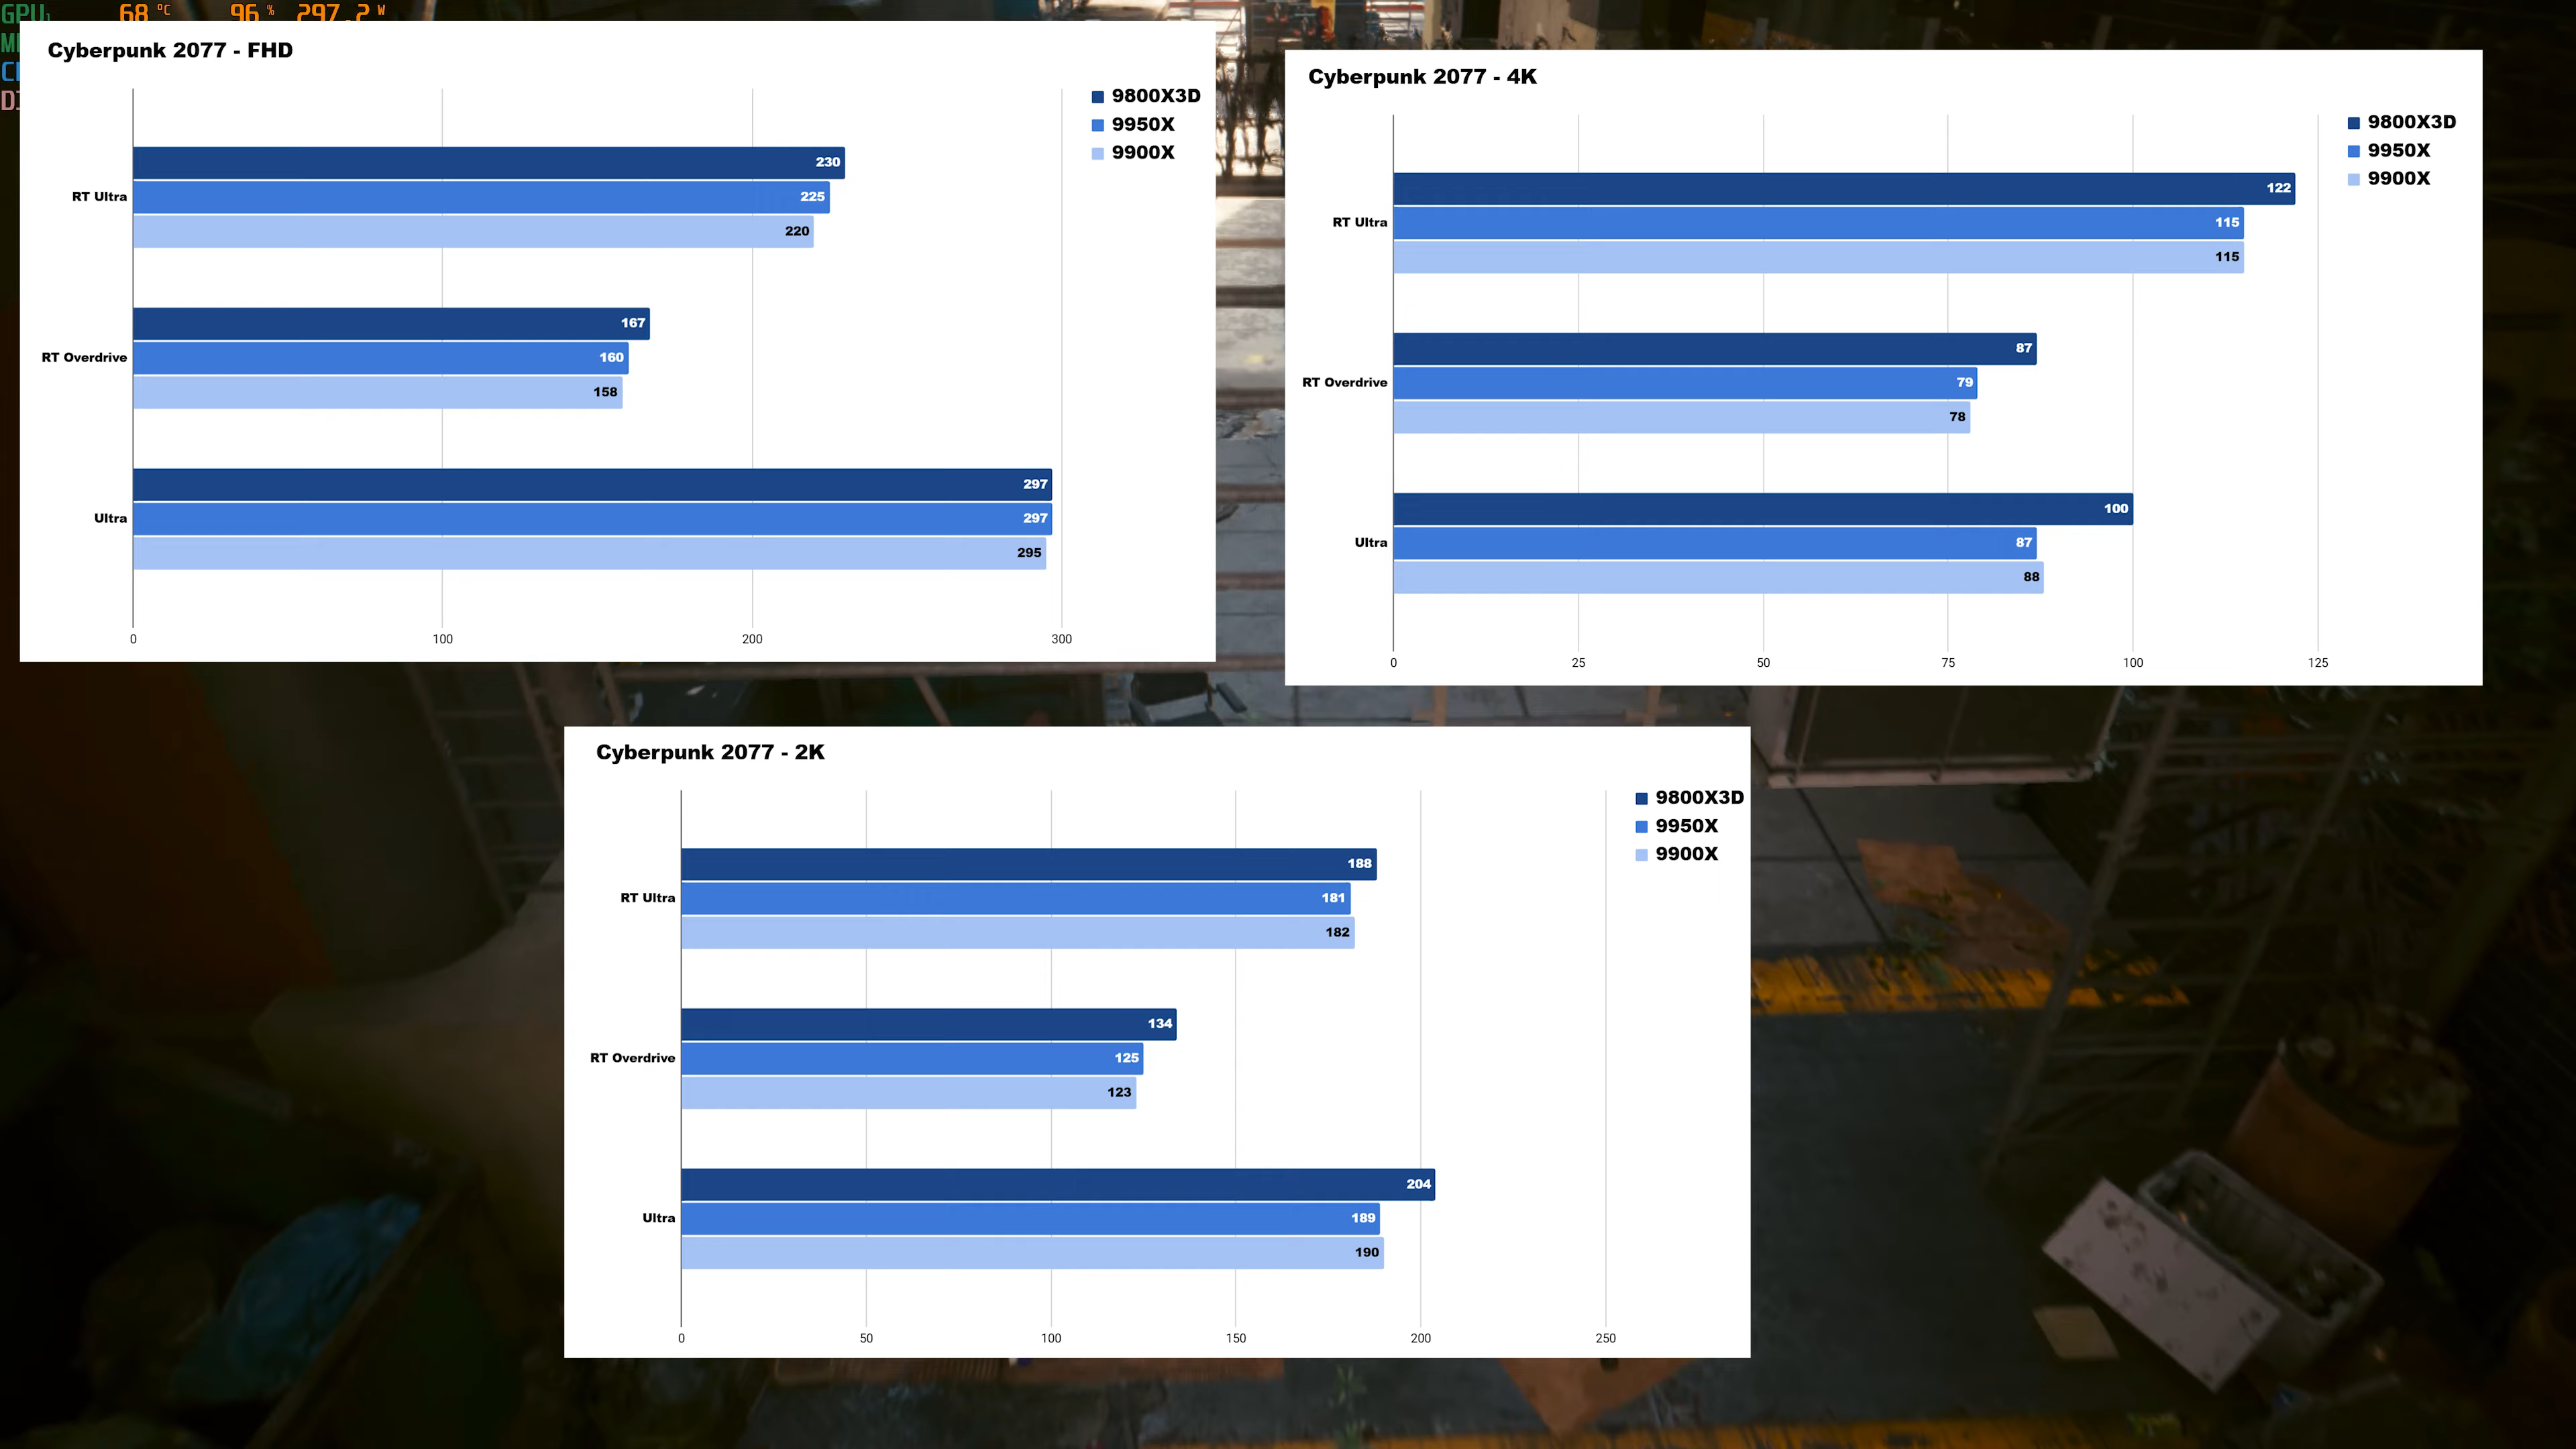 GPU1 68 °C 96 % 297.2 W
Cyberpunk 2077 - FHD
9800X3D
9950X
9900X
RT Ultra
230
225
220
RT Overdrive
167
160
158
Ultra
297
297
295
0 100 200 300
Cyberpunk 2077 - 4K
9800X3D
9950X
9900X
RT Ultra
122
115
115
RT Overdrive
87
79
78
Ultra
100
87
88
0 25 50 75 100 125
Cyberpunk 2077 - 2K
9800X3D
9950X
9900X
RT Ultra
188
181
182
RT Overdrive
134
125
123
Ultra
204
189
190
0 50 100 150 200 250